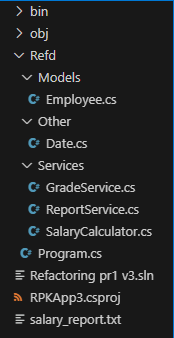 bin
obj
Refd
Models
Employee.cs
Other
Date.cs
Services
GradeService.cs
ReportService.cs
SalaryCalculator.cs
Program.cs
Refactoring pr1 v3.sln
RPKApp3.csproj
salary_report.txt